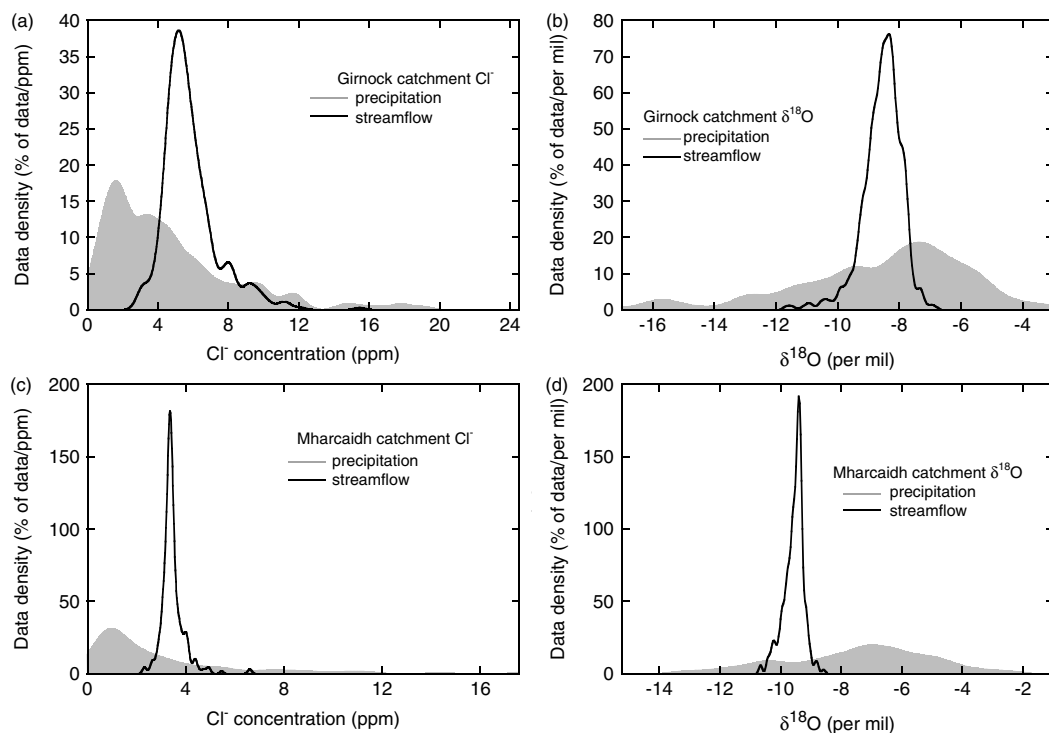 (a)
Data density (% of data/ppm)
40
35
30
25
20
15
10
5
0
Girnock catchment Cl⁻
precipitation
streamflow
0 4 8 12 16 20 24
Cl⁻ concentration (ppm)
(b)
Data density (% of data/per mil)
80
70
60
50
40
30
20
10
0
Girnock catchment δ¹⁸O
precipitation
streamflow
-16 -14 -12 -10 -8 -6 -4
δ¹⁸O (per mil)
(c)
Data density (% of data/ppm)
200
150
100
50
0
Mharcaidh catchment Cl⁻
precipitation
streamflow
0 4 8 12 16
Cl⁻ concentration (ppm)
(d)
Data density (% of data/per mil)
200
150
100
50
0
Mharcaidh catchment δ¹⁸O
precipitation
streamflow
-14 -12 -10 -8 -6 -4 -2
δ¹⁸O (per mil)